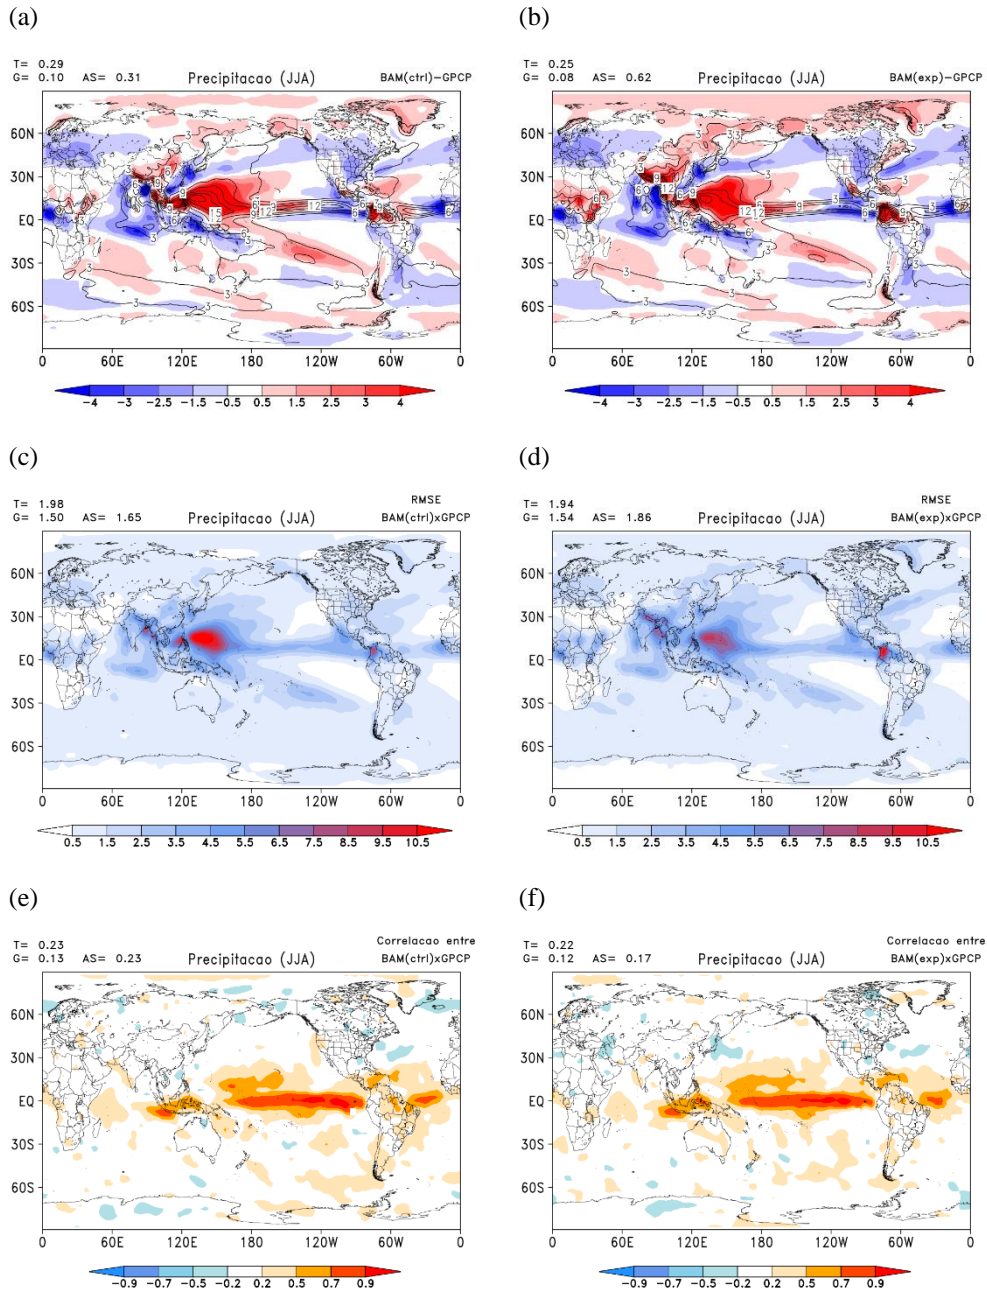 (a)
(b)
T= 0.29
G= 0.10 AS= 0.31 Precipitacao (JJA) BAM(ctrl)-GPCP
T= 0.25
G= 0.08 AS= 0.62 Precipitacao (JJA) BAM(exp)-GPCP
60N
30N
EQ
30S
60S
0 60E 120E 180 120W 60W 0
-4 -3 -2.5 -1.5 -0.5 0.5 1.5 2.5 3 4
60N
30N
EQ
30S
60S
0 60E 120E 180 120W 60W 0
-4 -3 -2.5 -1.5 -0.5 0.5 1.5 2.5 3 4
(c)
(d)
T= 1.98 RMSE
G= 1.50 AS= 1.65 Precipitacao (JJA) BAM(ctrl)xGPCP
T= 1.94 RMSE
G= 1.54 AS= 1.86 Precipitacao (JJA) BAM(exp)xGPCP
60N
30N
EQ
30S
60S
0 60E 120E 180 120W 60W 0
0.5 1.5 2.5 3.5 4.5 5.5 6.5 7.5 8.5 9.5 10.5
60N
30N
EQ
30S
60S
0 60E 120E 180 120W 60W 0
0.5 1.5 2.5 3.5 4.5 5.5 6.5 7.5 8.5 9.5 10.5
(e)
(f)
T= 0.23 Correlacao entre
G= 0.13 AS= 0.23 Precipitacao (JJA) BAM(ctrl)xGPCP
T= 0.22 Correlacao entre
G= 0.12 AS= 0.17 Precipitacao (JJA) BAM(exp)xGPCP
60N
30N
EQ
30S
60S
0 60E 120E 180 120W 60W 0
-0.9 -0.7 -0.5 -0.2 0.2 0.5 0.7 0.9
60N
30N
EQ
30S
60S
0 60E 120E 180 120W 60W 0
-0.9 -0.7 -0.5 -0.2 0.2 0.5 0.7 0.9